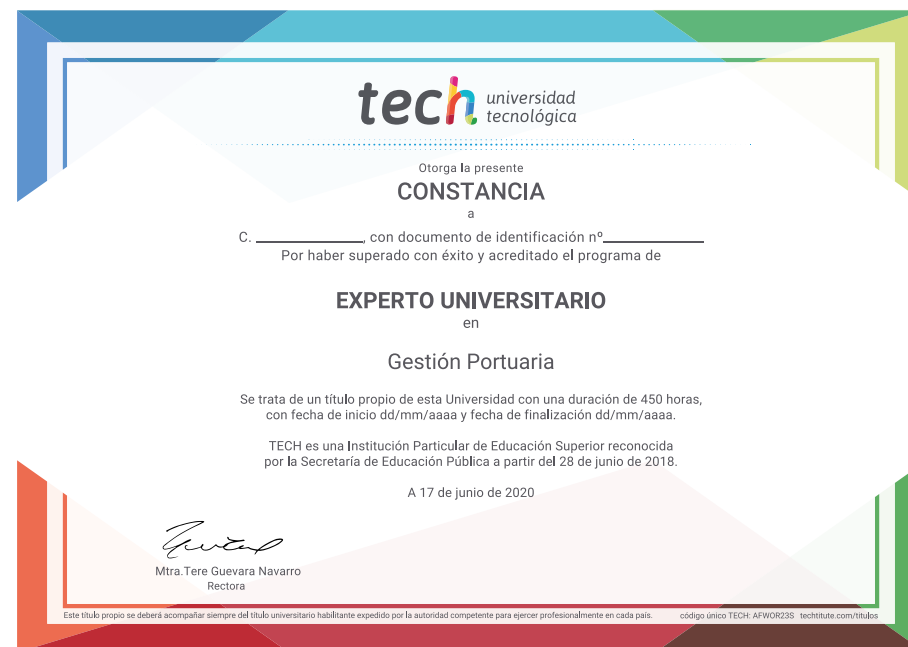 tech universidad
tecnológica
Otorga la presente
CONSTANCIA
a
C. ______________, con documento de identificación nº______________
Por haber superado con éxito y acreditado el programa de
EXPERTO UNIVERSITARIO
en
Gestión Portuaria
Se trata de un título propio de esta Universidad con una duración de 450 horas,
con fecha de inicio dd/mm/aaaa y fecha de finalización dd/mm/aaaa.
TECH es una Institución Particular de Educación Superior reconocida
por la Secretaría de Educación Pública a partir del 28 de junio de 2018.
A 17 de junio de 2020
Mtra.Tere Guevara Navarro
Rectora
Este título propio se deberá acompañar siempre del título universitario habilitante expedido por la autoridad competente para ejercer profesionalmente en cada país. código único TECH: AFWOR23S techtitute.com/titulos